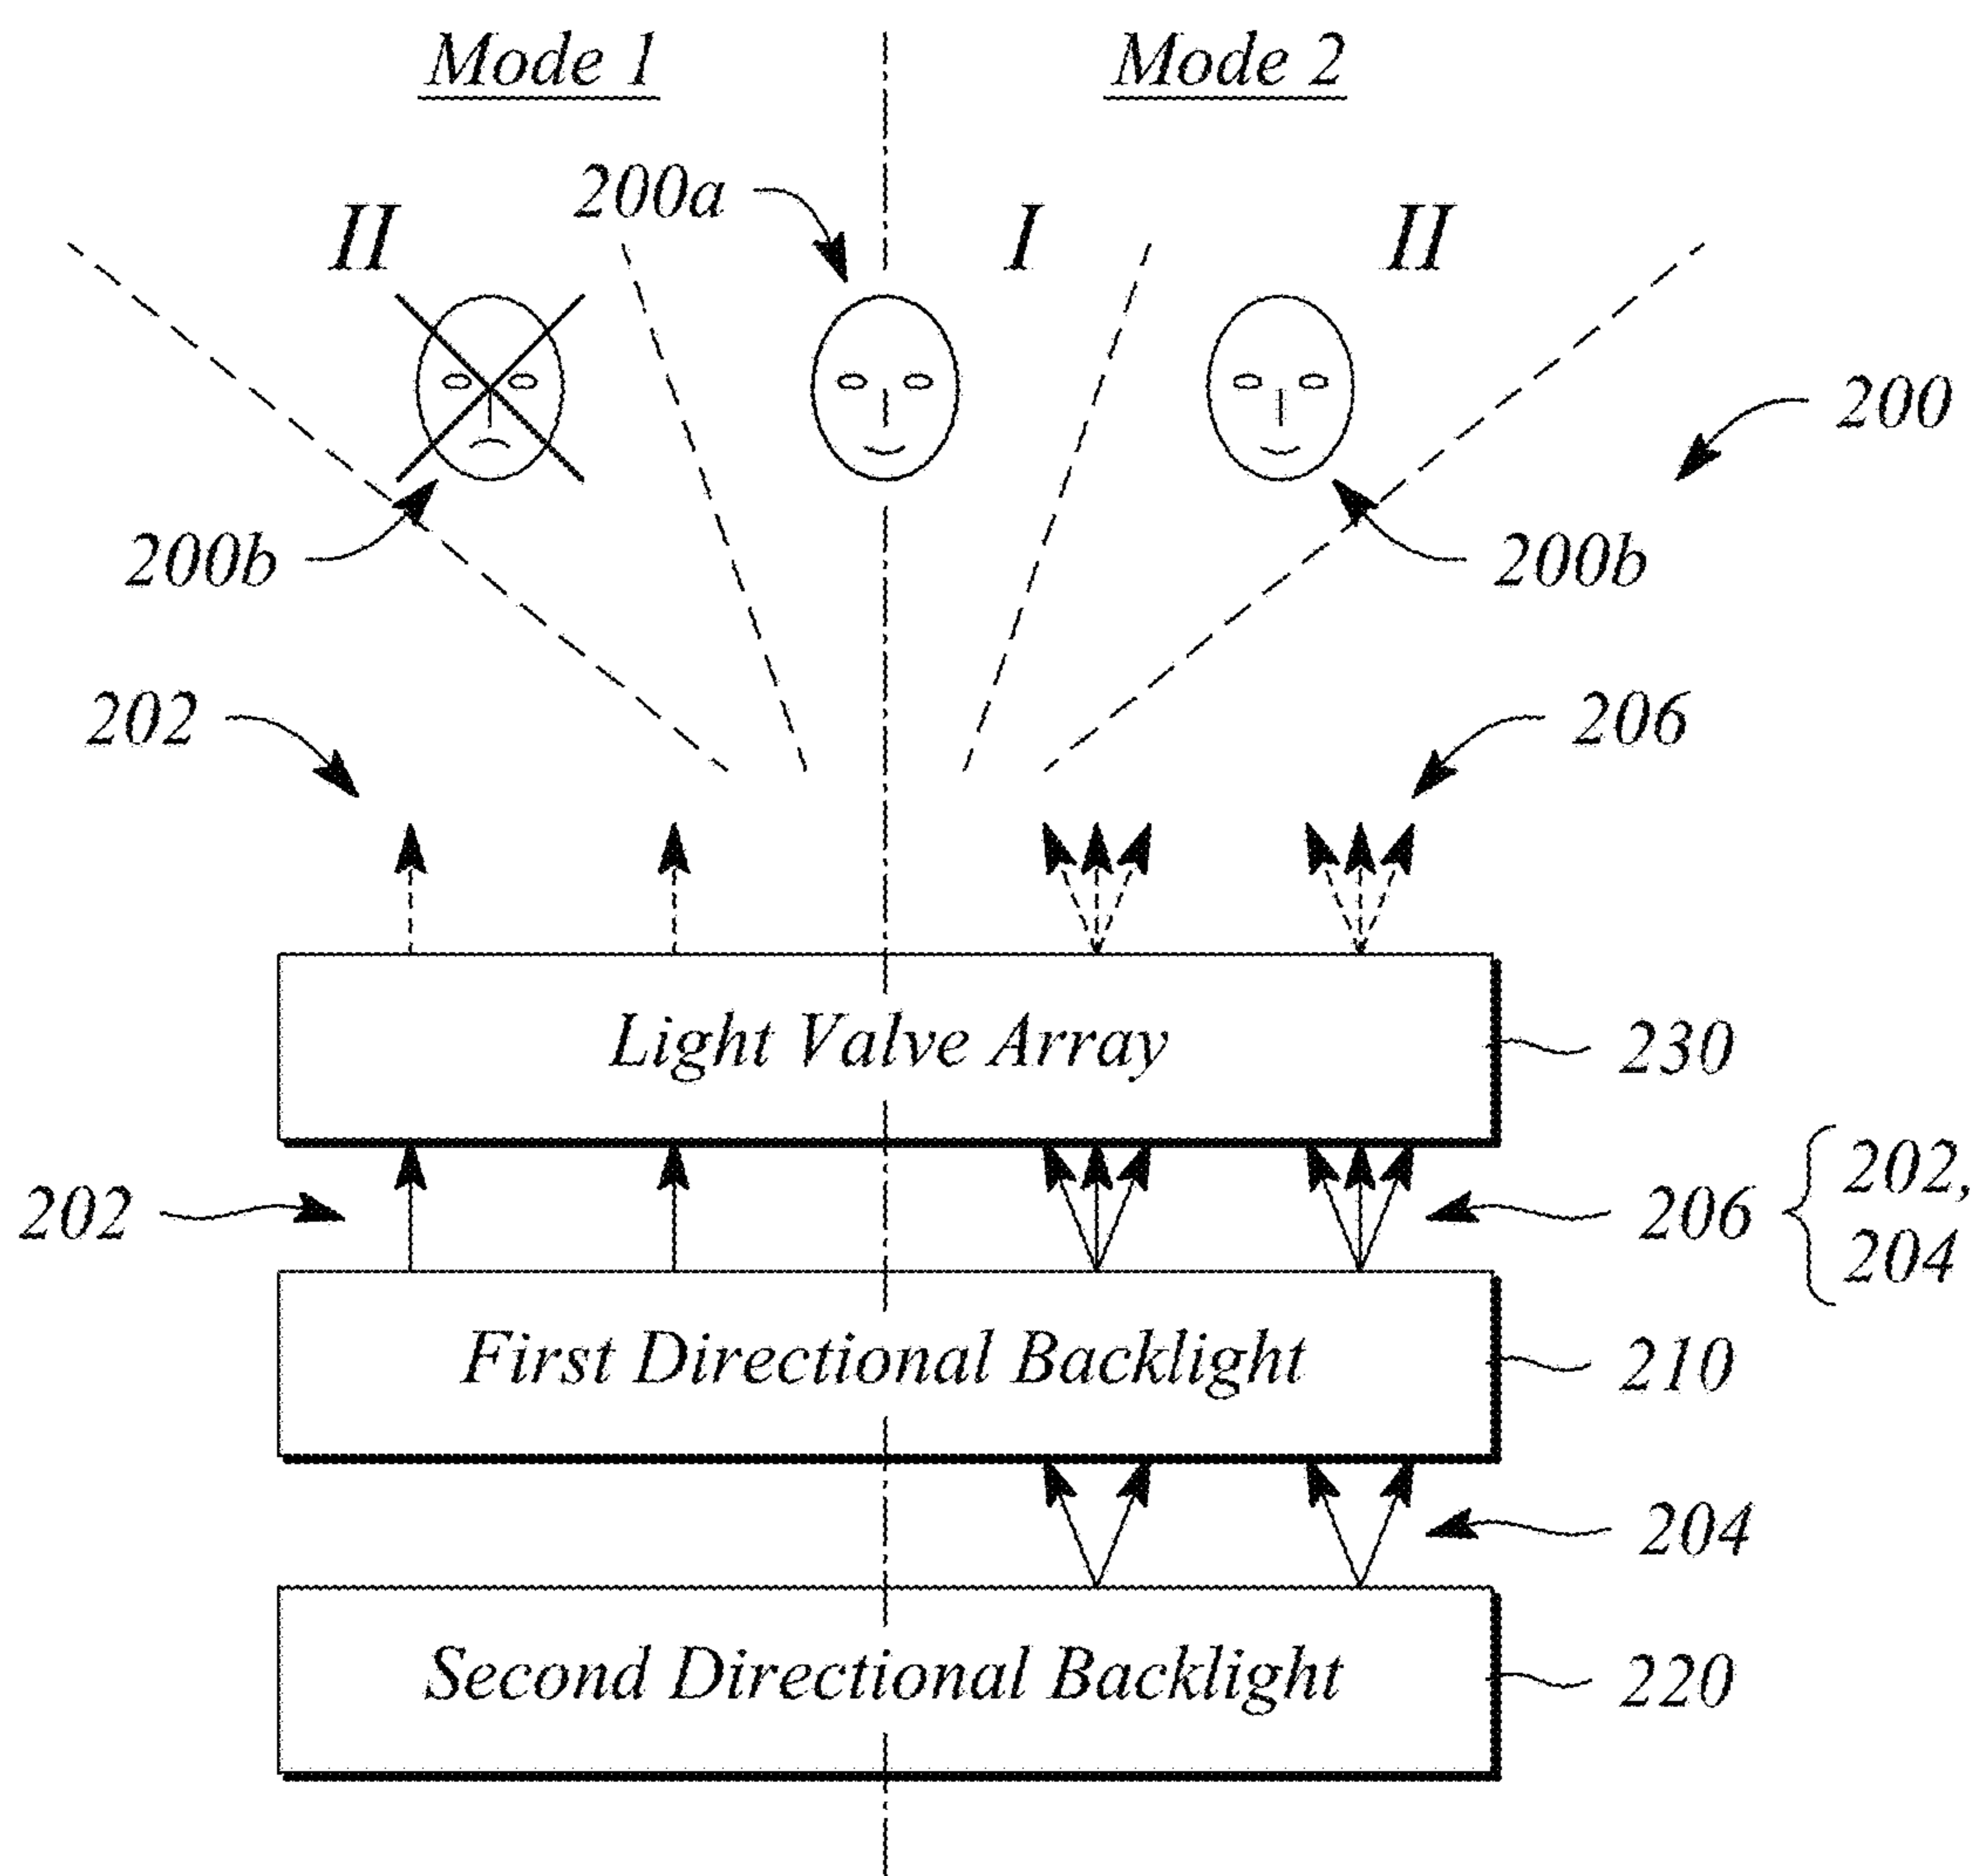 Mode 1 Mode 2
200a
II I II
200
200b 200b
202 206
Light Valve Array 230
202 206 { 202,
204
First Directional Backlight 210
204
Second Directional Backlight 220